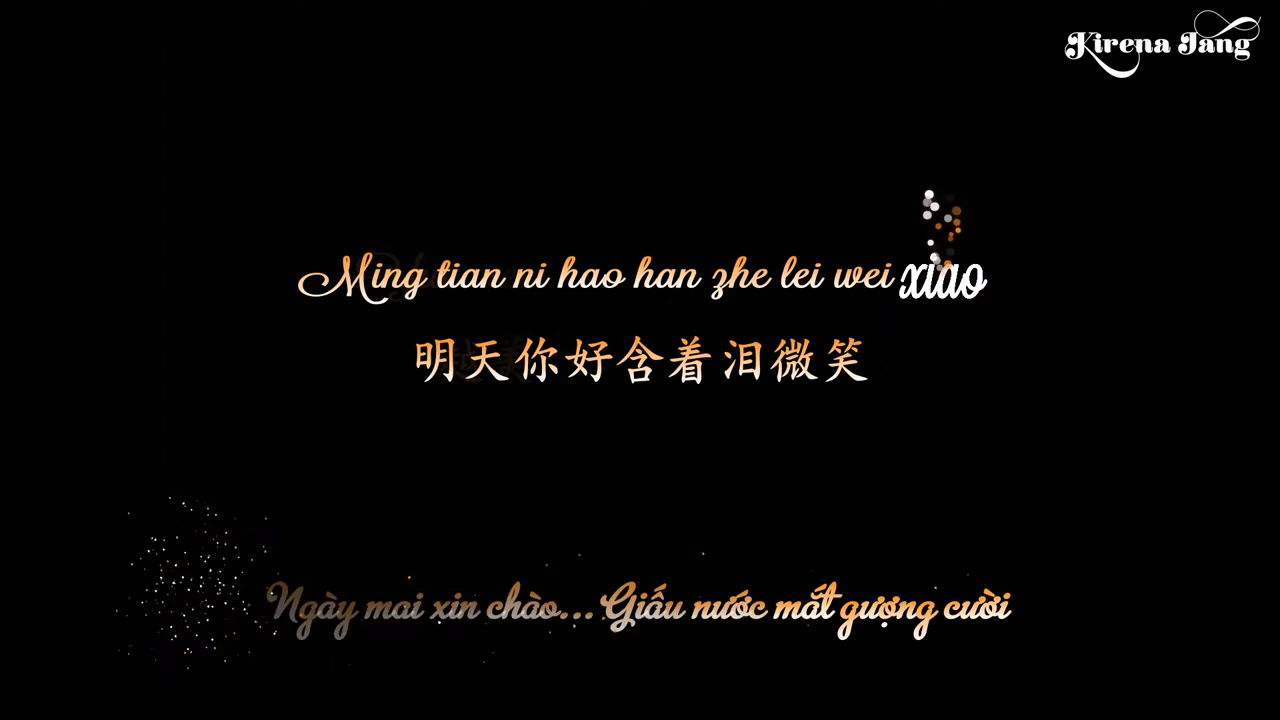 Kirena Jang
Ming tian ni hao han zhe lei wei xiao
明天你好含着泪微笑
Ngày mai xin chào... Giấu nước mắt gượng cười